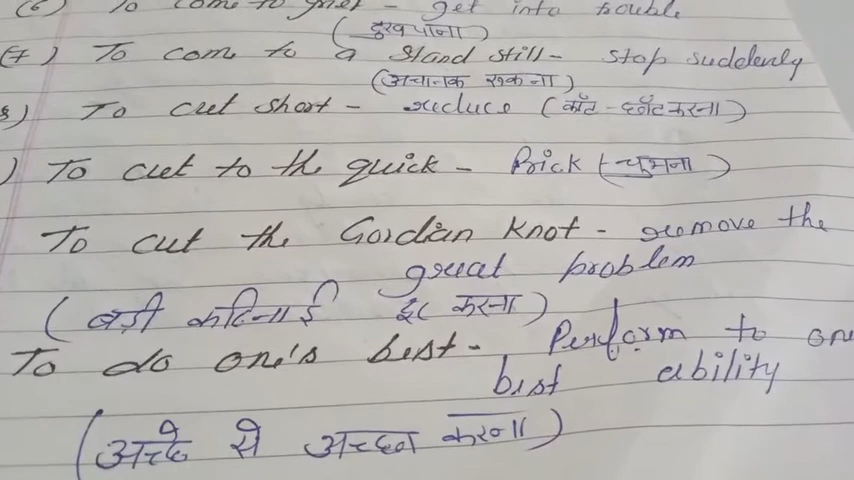 (6) To come to grief - get into trouble
(दुख पाना)
(7) To come to a stand still - stop suddenly
(अचानक रुकना)
8) To cut short - reduce (काँट-छाँट करना)
) To cut to the quick - Prick (चुभना)
To cut the Gordian Knot - remove the
great problem
(बड़ी कठिनाई दूर करना)
To do one's best - Perform to one
best ability
(अच्छे से अच्छा करना)